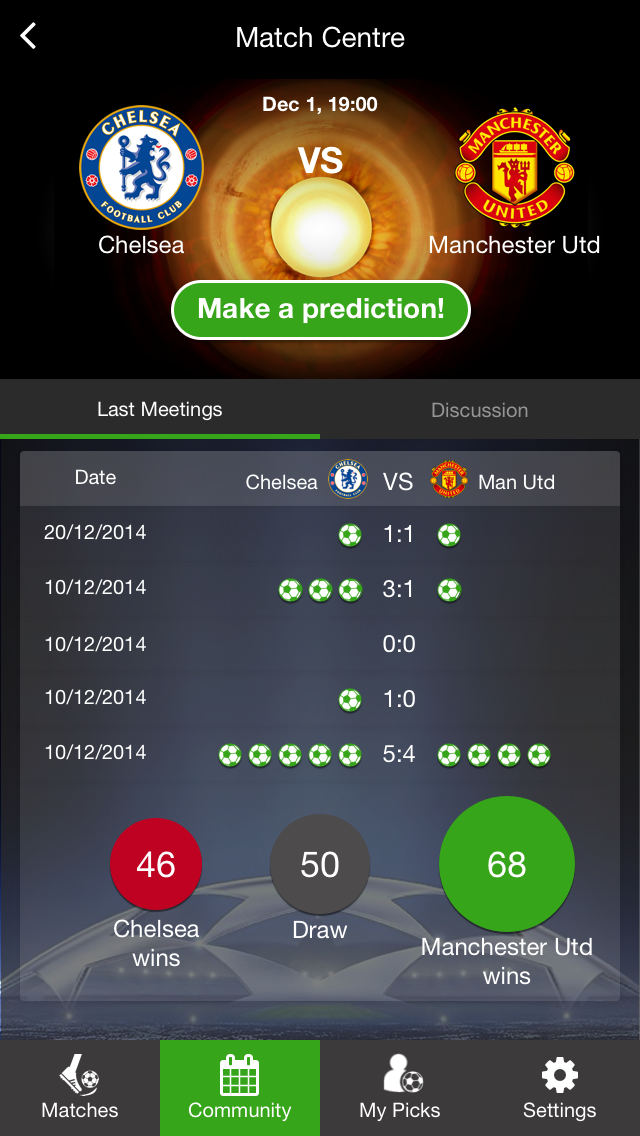 Match Centre
Dec 1, 19:00
VS
CHELSEA
FOOTBALL CLUB
MANCHESTER
UNITED
Chelsea
Manchester Utd
Make a prediction!
Last Meetings
Discussion
Date
Chelsea VS Man Utd
20/12/2014 1:1
10/12/2014 3:1
10/12/2014 0:0
10/12/2014 1:0
10/12/2014 5:4
46
50
68
Chelsea
wins
Draw
Manchester Utd
wins
Matches
Community
My Picks
Settings